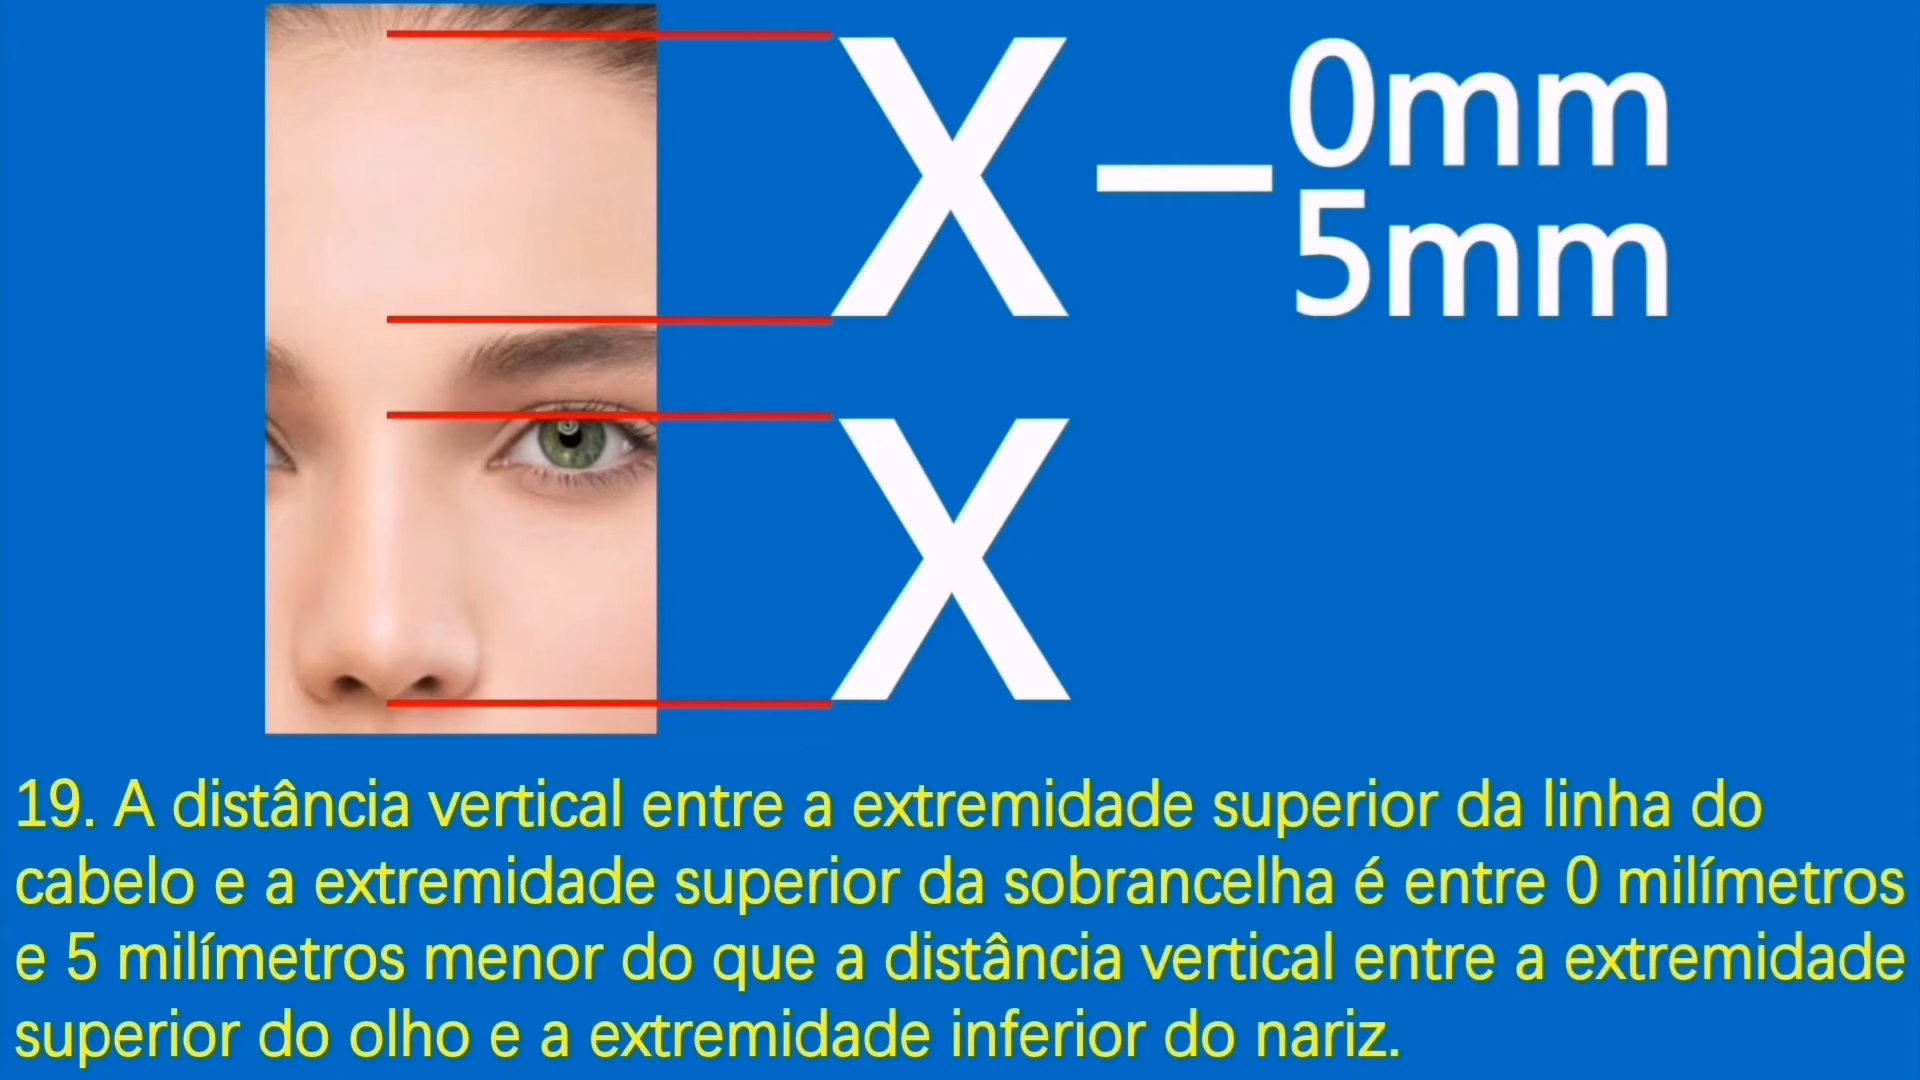 X — 0mm
5mm
X
19. A distância vertical entre a extremidade superior da linha do
cabelo e a extremidade superior da sobrancelha é entre 0 milímetros
e 5 milímetros menor do que a distância vertical entre a extremidade
superior do olho e a extremidade inferior do nariz.